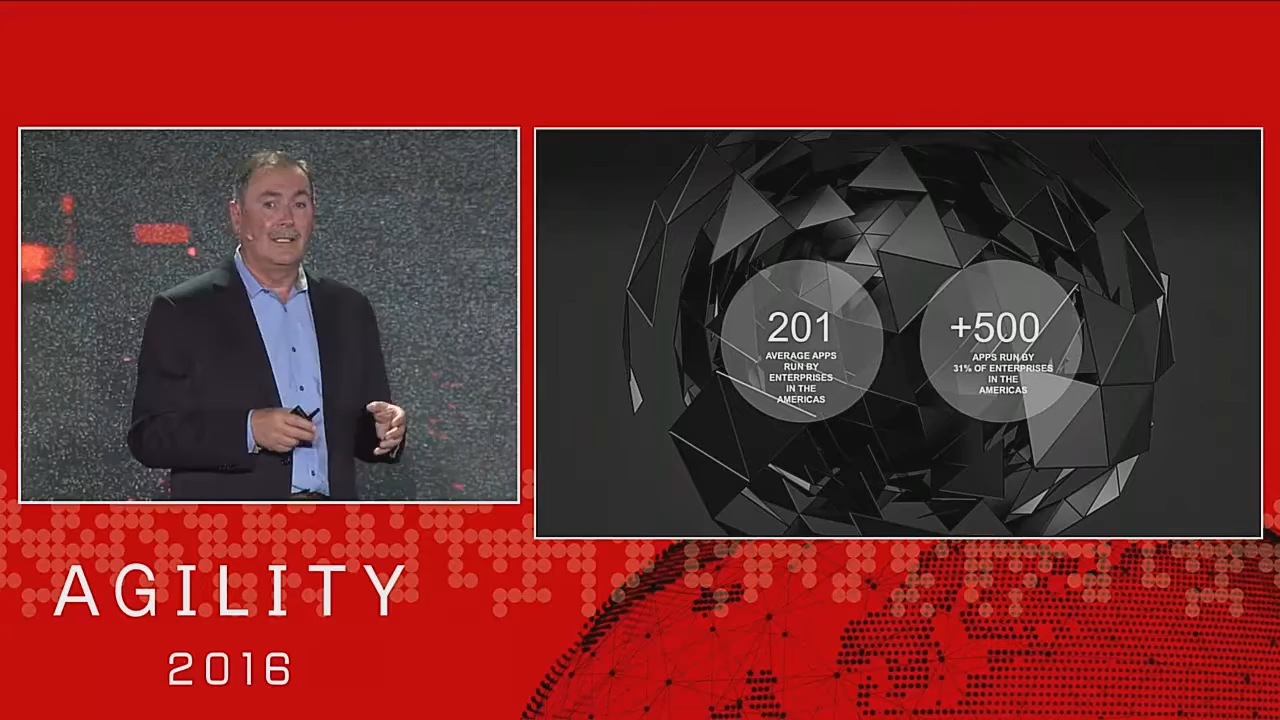 201
AVERAGE APPS
RUN BY
ENTERPRISES
IN THE
AMERICAS
+500
APPS RUN BY
31% OF ENTERPRISES
IN THE
AMERICAS
AGILITY
2016